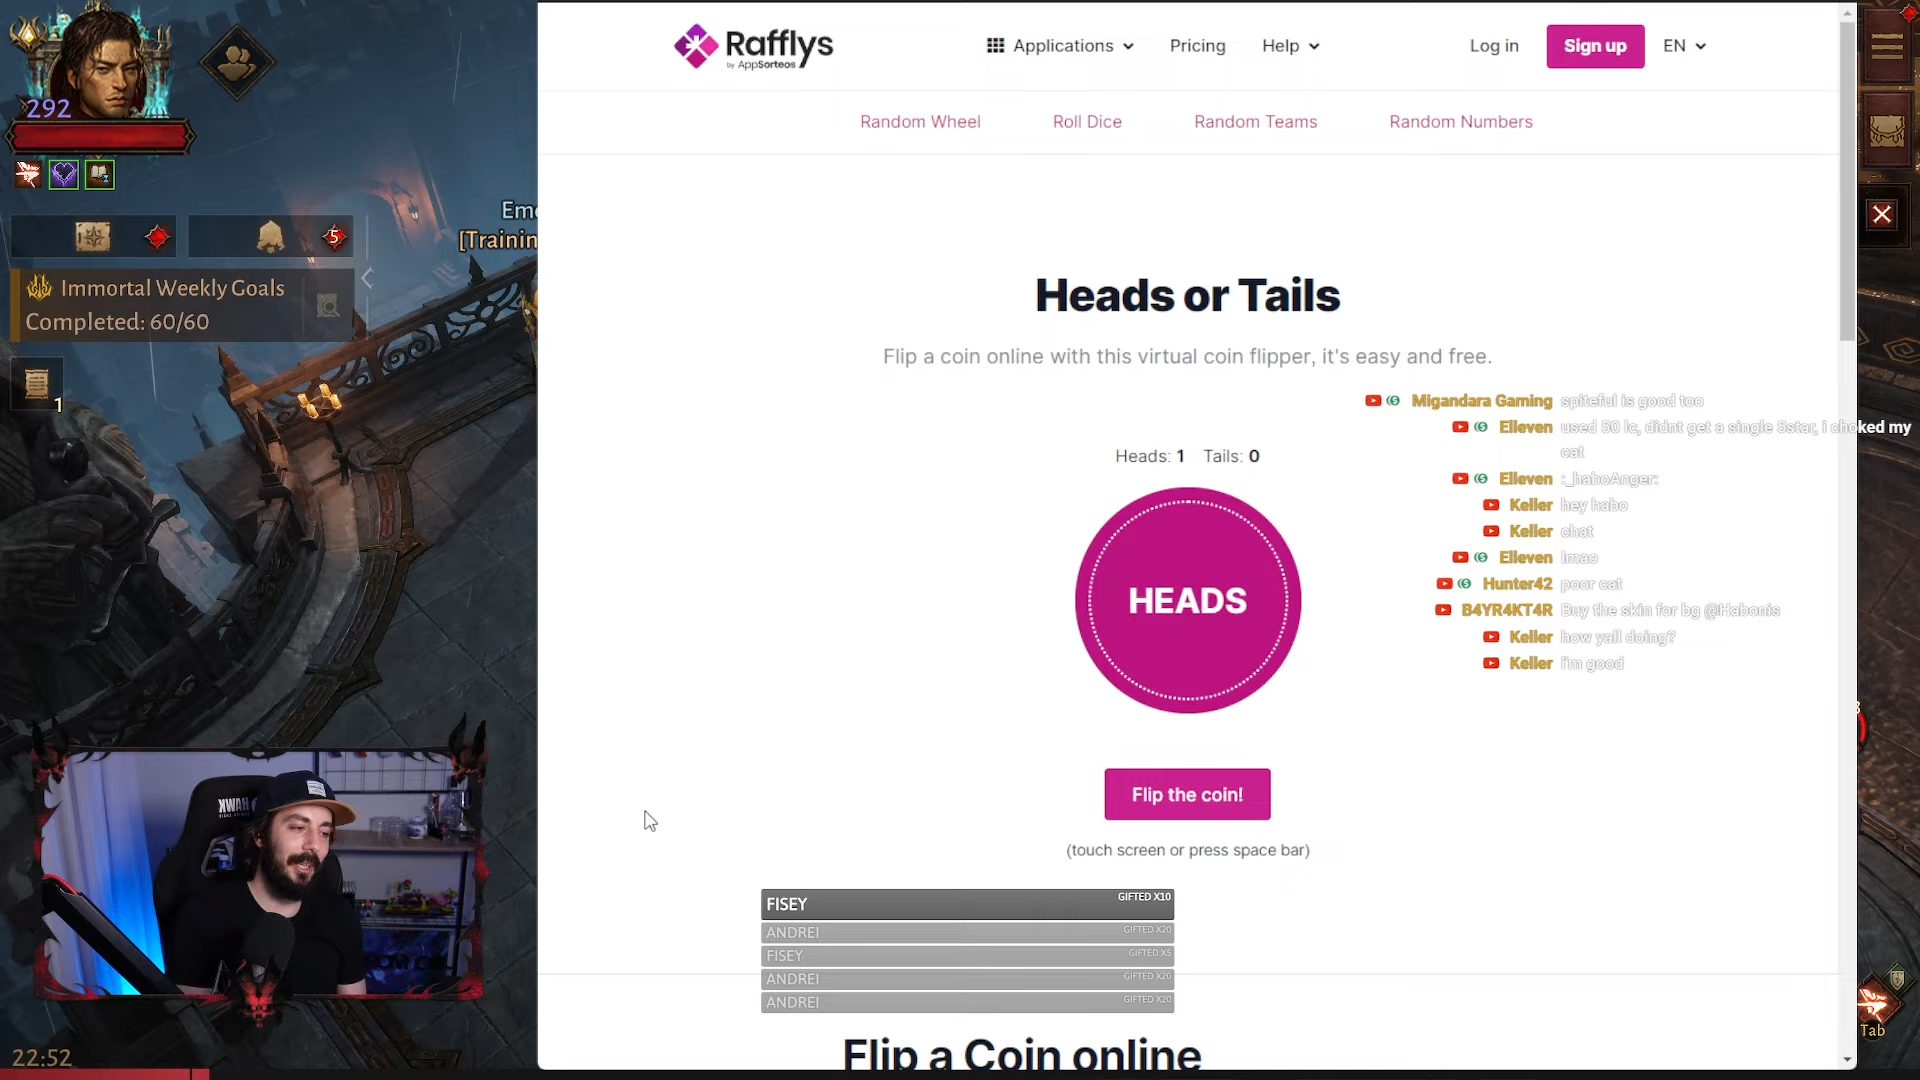 292
5
Immortal Weekly Goals
Completed: 60/60
1
Eme
[Trainin
22:52
HAWK
Rafflys
by AppSorteos
Applications
Pricing
Help
Log in
Sign up
EN
Random Wheel
Roll Dice
Random Teams
Random Numbers
Heads or Tails
Flip a coin online with this virtual coin flipper, it's easy and free.
Heads: 1 Tails: 0
HEADS
Flip the coin!
(touch screen or press space bar)
Migandara Gaming spiteful is good too
Elleven used 50 lc, didnt get a single 5star, i choked my
cat
Elleven :_haboAnger:
Keller hey habo
Keller chat
Elleven lmao
Hunter42 poor cat
B4YR4KT4R Buy the skin for bg @Habonis
Keller how yall doing?
Keller i'm good
FISEY GIFTED X10
ANDREI GIFTED X20
FISEY GIFTED X5
ANDREI GIFTED X20
ANDREI GIFTED X20
Flip a Coin online
Tab